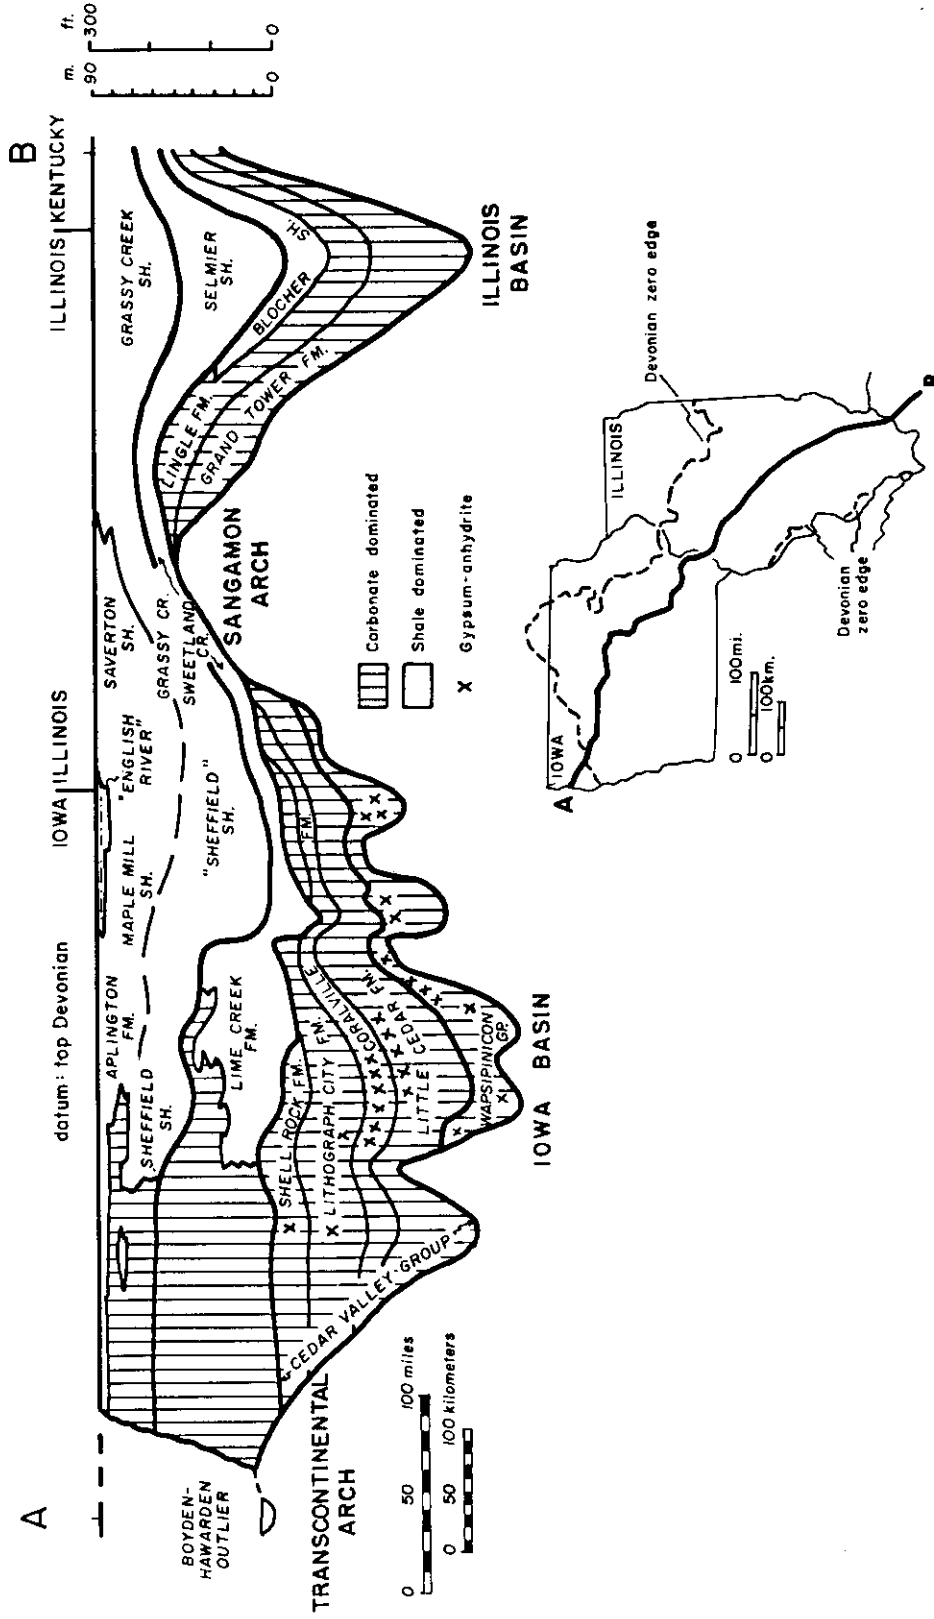 A
B
datum: top Devonian
IOWA
ILLINOIS
ILLINOIS
KENTUCKY
m.
ft.
90
300
0
0
BOYDEN-
HAWARDEN
OUTLIER
TRANSCONTINENTAL
ARCH
APLINGTON
FM.
SHEFFIELD
SH.
MAPLE MILL
SH.
"ENGLISH
RIVER"
SAVERTON
SH.
GRASSY CR.
SWEETLAND
CR.
"SHEFFIELD"
SH.
LIME CREEK
FM.
X SHELL ROCK FM.
X LITHOGRAPH CITY FM.
CORALVILLE
FM.
LITTLE CEDAR FM.
WAPSIPINICON
GP.
CEDAR VALLEY GROUP
IOWA BASIN
SANGAMON
ARCH
GRASSY CREEK
SH.
SELMIER
SH.
BLOCHER
SH.
LINGLE FM.
GRAND TOWER FM.
ILLINOIS
BASIN
Carbonate dominated
Shale dominated
X Gypsum-anhydrite
0 50 100 miles
0 50 100 kilometers
A
IOWA
ILLINOIS
Devonian zero edge
Devonian
zero edge
0 100mi.
0 100km.
B